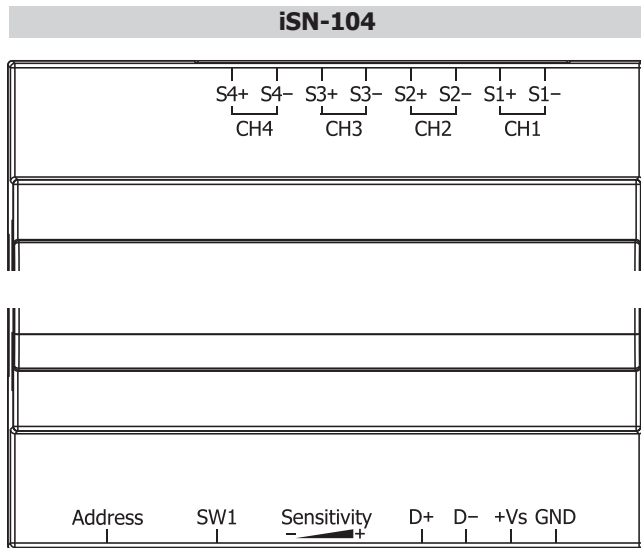 iSN-104
S4+ S4− S3+ S3− S2+ S2− S1+ S1−
CH4 CH3 CH2 CH1
Address SW1 Sensitivity D+ D− +Vs GND
− +